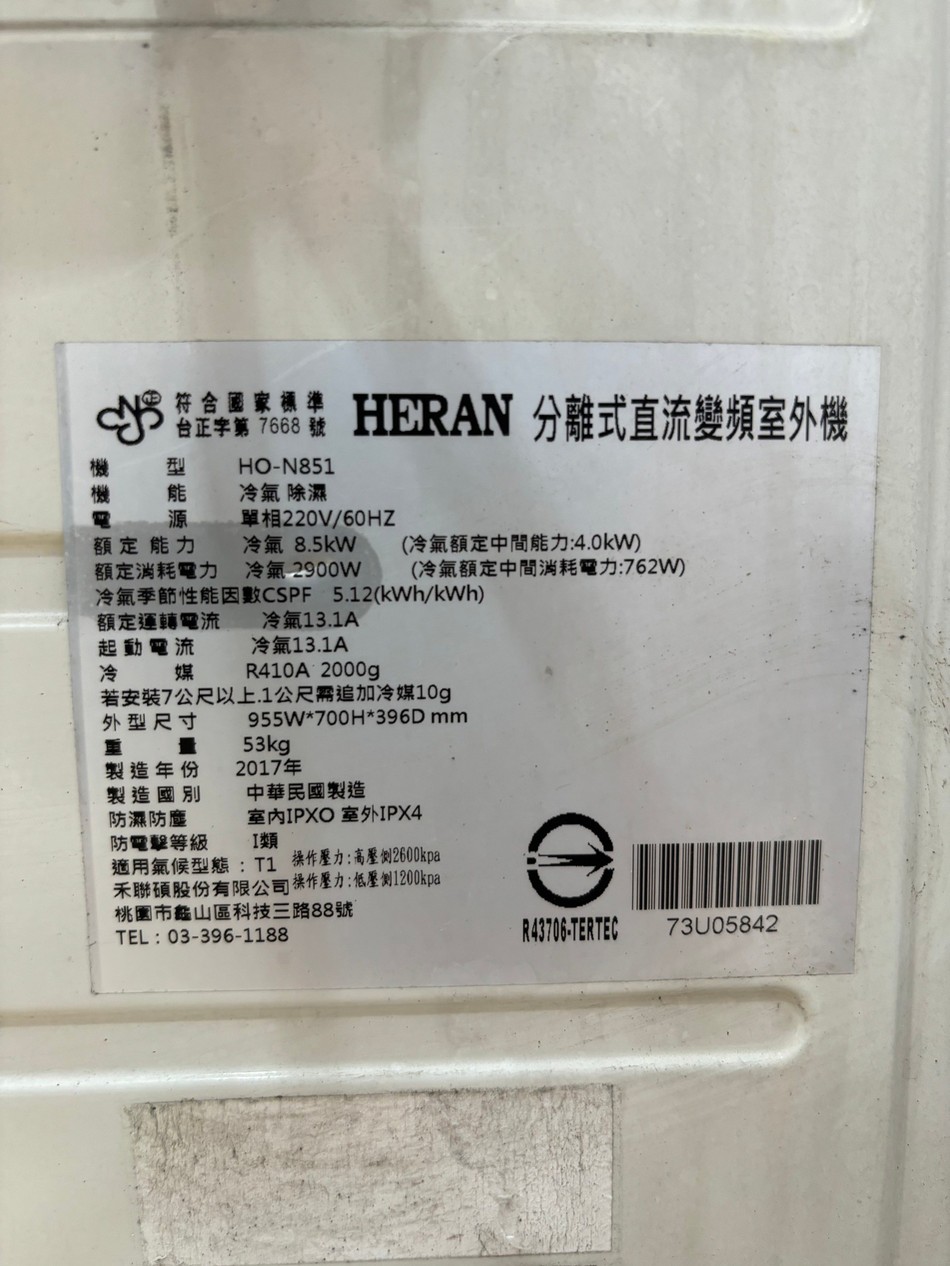 正
符合國家標準
台正字第 7668 號
HERAN 分離式直流變頻室外機
機型 HO-N851
機能 冷氣 除濕
電源 單相220V/60HZ
額定能力 冷氣 8.5kW (冷氣額定中間能力:4.0kW)
額定消耗電力 冷氣 2900W (冷氣額定中間消耗電力:762W)
冷氣季節性能因數CSPF 5.12(kWh/kWh)
額定運轉電流 冷氣13.1A
起動電流 冷氣13.1A
冷媒 R410A 2000g
若安裝7公尺以上.1公尺需追加冷媒10g
外型尺寸 955W*700H*396D mm
重量 53kg
製造年份 2017年
製造國別 中華民國製造
防濕防塵 室內IPXO 室外IPX4
防電擊等級 I類
適用氣候型態：T1 操作壓力:高壓側2600kpa
禾聯碩股份有限公司 操作壓力:低壓側1200kpa
桃園市龜山區科技三路88號
TEL：03-396-1188
R43706-TERTEC
73U05842